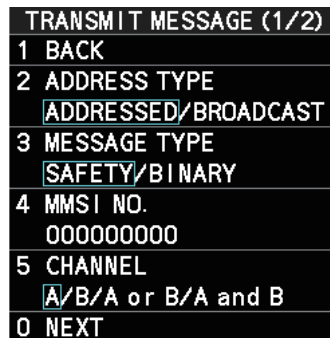 TRANSMIT MESSAGE (1/2)
1 BACK
2 ADDRESS TYPE
ADDRESSED/BROADCAST
3 MESSAGE TYPE
SAFETY/BINARY
4 MMSI NO.
000000000
5 CHANNEL
A/B/A or B/A and B
0 NEXT